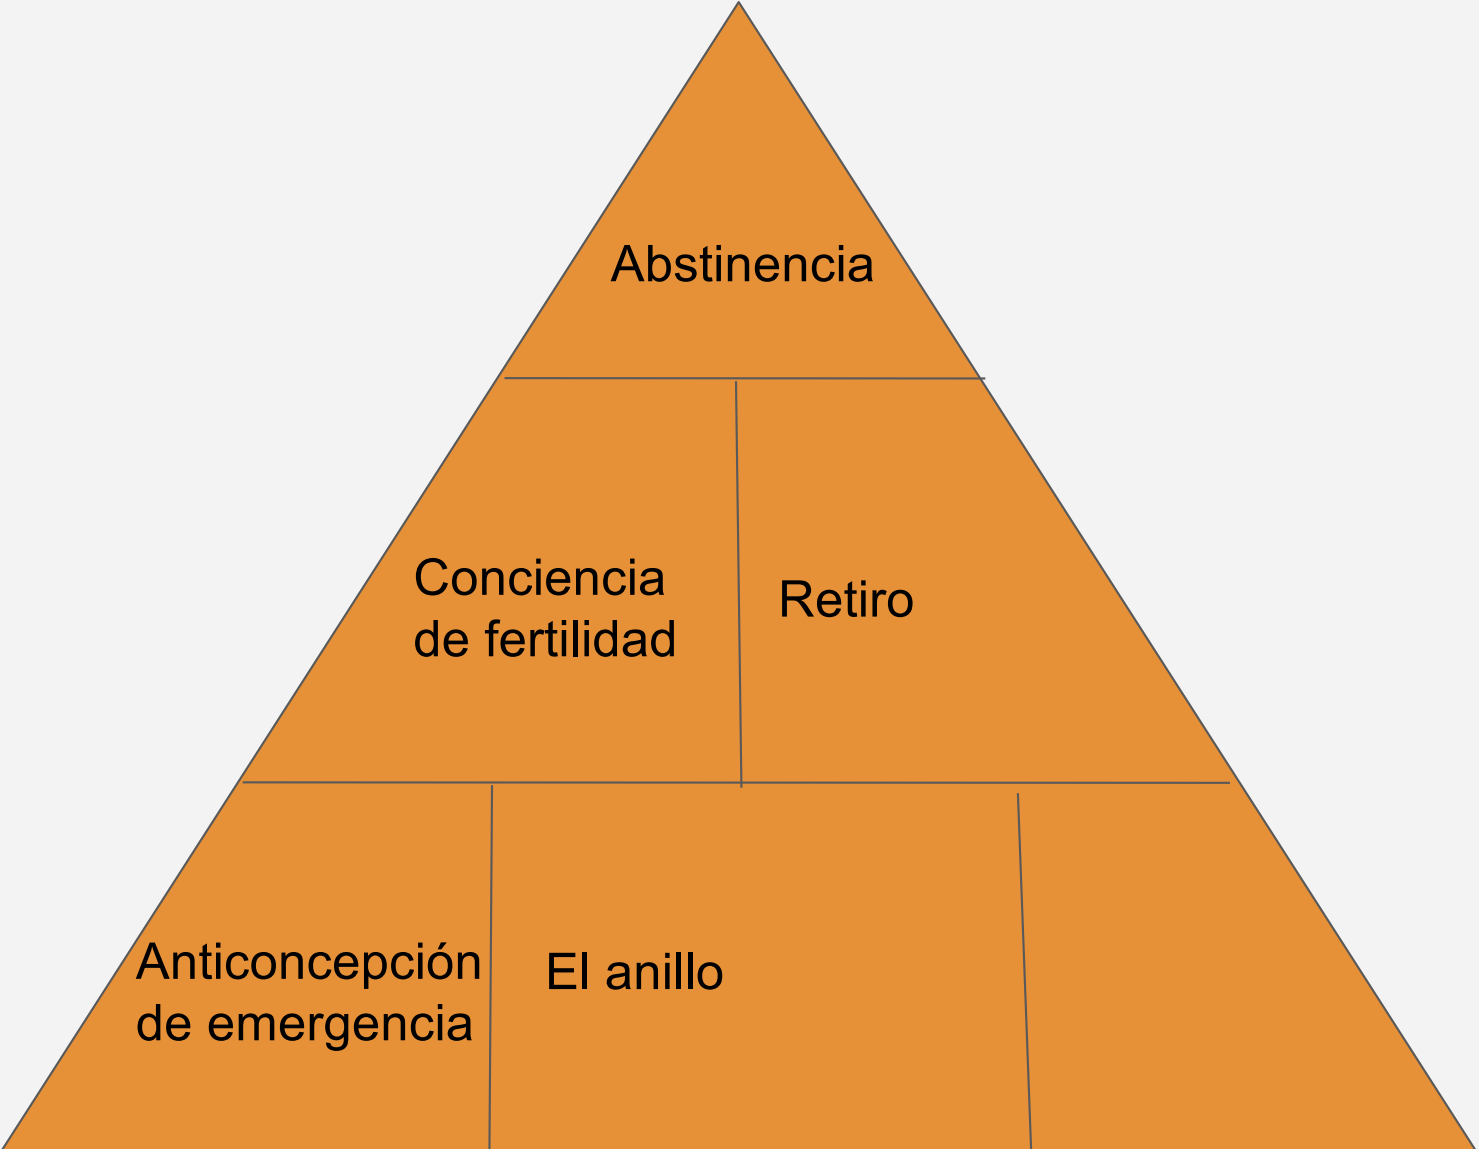 Abstinencia
Conciencia
de fertilidad
Retiro
Anticoncepción
de emergencia
El anillo